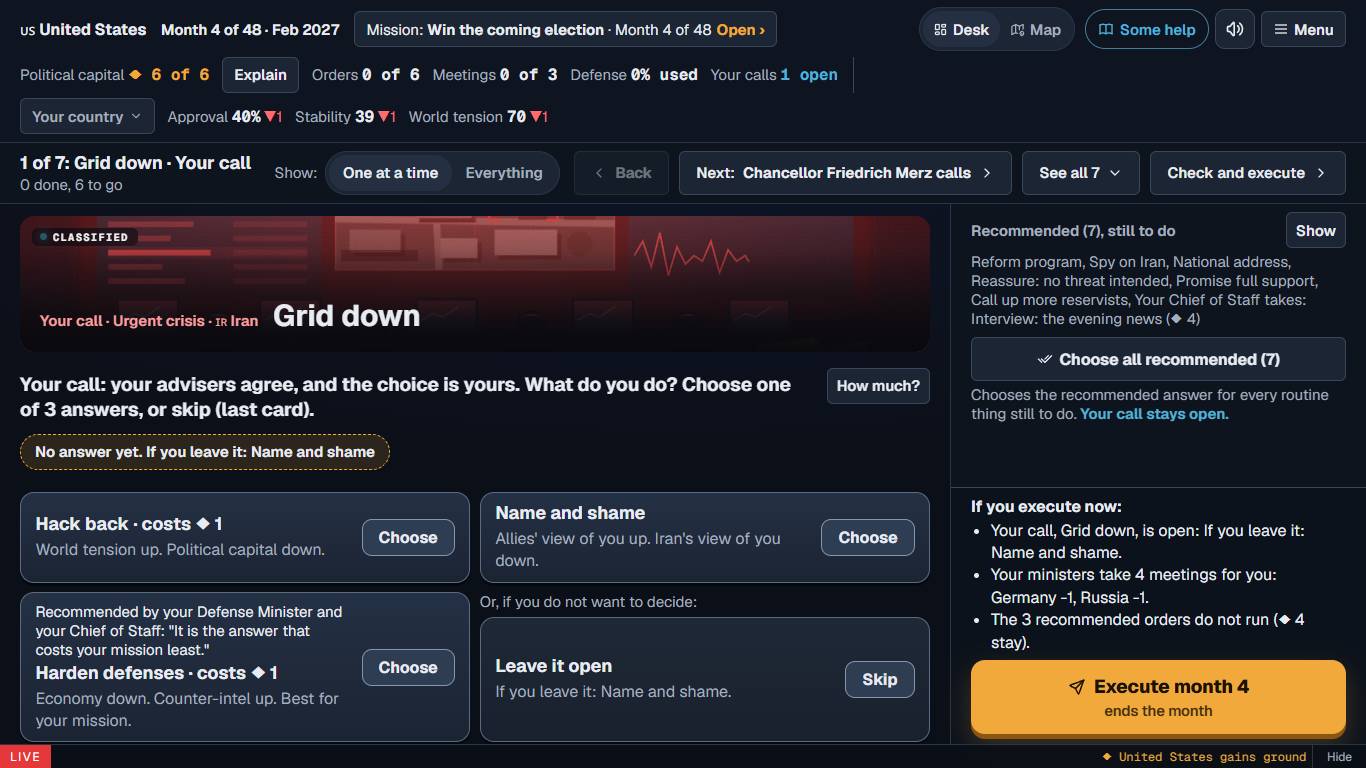 US United States Month 4 of 48 · Feb 2027 Mission: Win the coming election · Month 4 of 48 Open › Desk Map Some help Menu
Political capital ◆ 6 of 6 Explain Orders 0 of 6 Meetings 0 of 3 Defense 0% used Your calls 1 open
Your country Approval 40% ▼1 Stability 39 ▼1 World tension 70 ▼1
1 of 7: Grid down · Your call
0 done, 6 to go
Show: One at a time Everything Back Next: Chancellor Friedrich Merz calls See all 7 Check and execute
CLASSIFIED
Your call · Urgent crisis · IR Iran Grid down
Your call: your advisers agree, and the choice is yours. What do you do? Choose one
of 3 answers, or skip (last card).
How much?
No answer yet. If you leave it: Name and shame
Hack back · costs ◆ 1
World tension up. Political capital down.
Choose
Name and shame
Allies' view of you up. Iran's view of you
down.
Choose
Recommended by your Defense Minister and
your Chief of Staff: "It is the answer that
costs your mission least."
Harden defenses · costs ◆ 1
Economy down. Counter-intel up. Best for
your mission.
Choose
Or, if you do not want to decide:
Leave it open
If you leave it: Name and shame.
Skip
Recommended (7), still to do
Show
Reform program, Spy on Iran, National address,
Reassure: no threat intended, Promise full support,
Call up more reservists, Your Chief of Staff takes:
Interview: the evening news (◆ 4)
Choose all recommended (7)
Chooses the recommended answer for every routine
thing still to do. Your call stays open.
If you execute now:
• Your call, Grid down, is open: If you leave it:
Name and shame.
• Your ministers take 4 meetings for you:
Germany -1, Russia -1.
• The 3 recommended orders do not run (◆ 4
stay).
Execute month 4
ends the month
LIVE
◆ United States gains ground
Hide